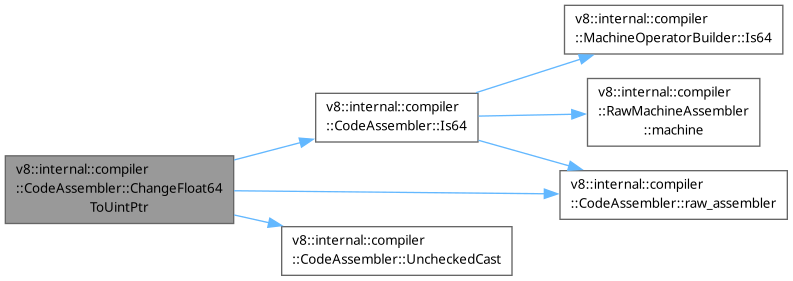 v8::internal::compiler
::MachineOperatorBuilder::Is64
v8::internal::compiler
::RawMachineAssembler
::machine
v8::internal::compiler
::CodeAssembler::Is64
v8::internal::compiler
::CodeAssembler::ChangeFloat64
ToUintPtr
v8::internal::compiler
::CodeAssembler::raw_assembler
v8::internal::compiler
::CodeAssembler::UncheckedCast